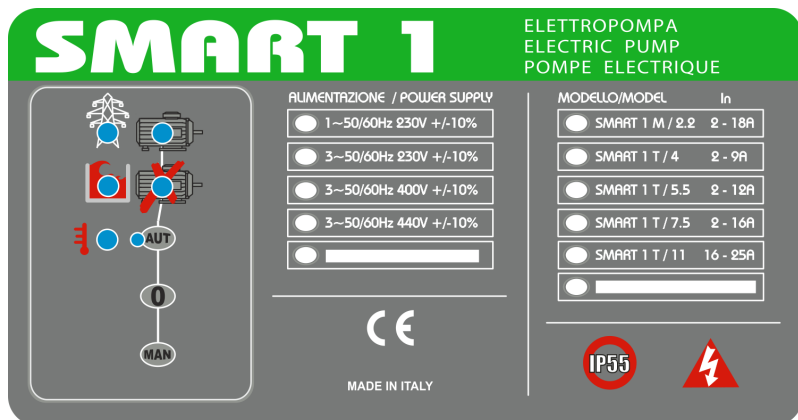 SMART 1
ELETTROPOMPA
ELECTRIC PUMP
POMPE ELECTRIQUE
AUT
0
MAN
ALIMENTAZIONE / POWER SUPPLY
1~50/60Hz 230V +/-10%
3~50/60Hz 230V +/-10%
3~50/60Hz 400V +/-10%
3~50/60Hz 440V +/-10%
CE
MADE IN ITALY
MODELLO/MODEL In
SMART 1 M / 2.2 2 - 18A
SMART 1 T / 4 2 - 9A
SMART 1 T / 5.5 2 - 12A
SMART 1 T / 7.5 2 - 16A
SMART 1 T / 11 16 - 25A
IP55